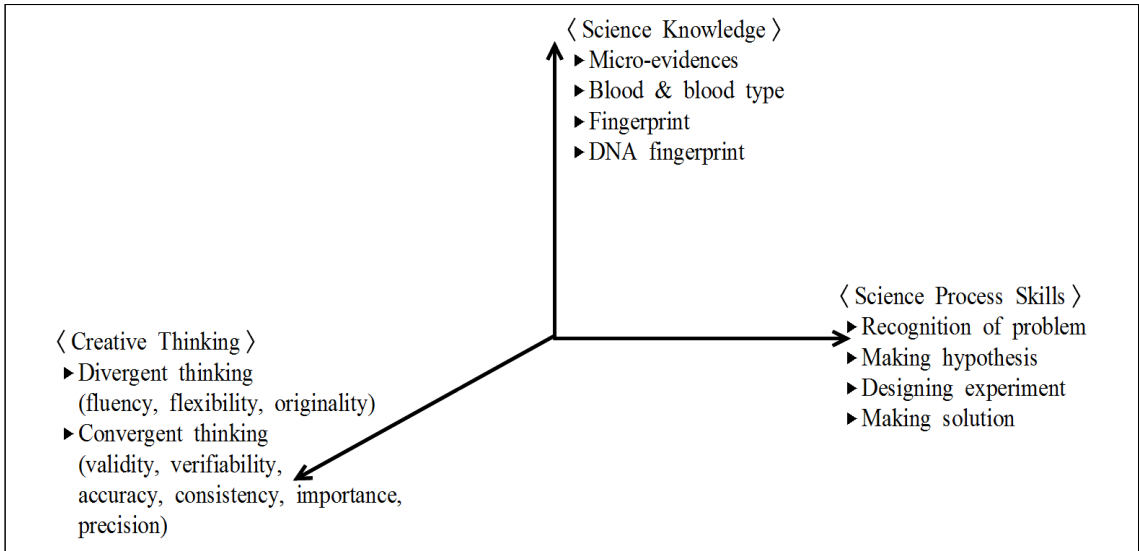 〈 Science Knowledge 〉
▶Micro-evidences
▶Blood & blood type
▶Fingerprint
▶DNA fingerprint
〈 Science Process Skills 〉
▶Recognition of problem
▶Making hypothesis
▶Designing experiment
▶Making solution
〈 Creative Thinking 〉
▶Divergent thinking
(fluency, flexibility, originality)
▶Convergent thinking
(validity, verifiability,
accuracy, consistency, importance,
precision)